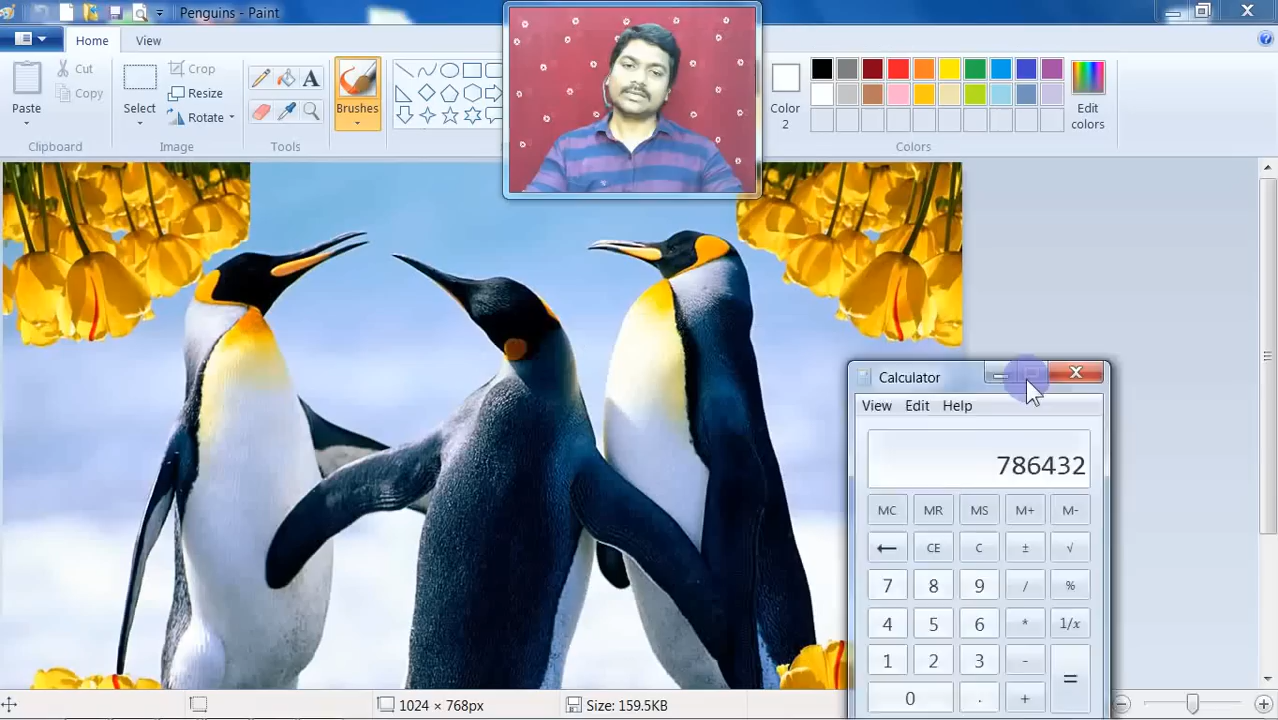 Penguins - Paint
Home View
Paste
Cut
Copy
Clipboard
Select
Crop
Resize
Rotate
Image
A
Tools
Brushes
Color
2
Edit
colors
Colors
Calculator
View Edit Help
786432
MC MR MS M+ M-
← CE C ± √
7 8 9 / %
4 5 6 * 1/x
1 2 3 - =
0 . +
1024 × 768px
Size: 159.5KB